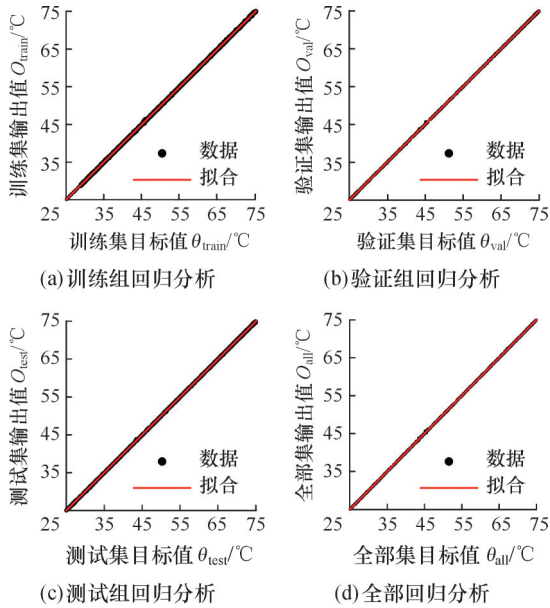 训练集输出值 O_train/℃
75
65
55
45
35
25
35
45
55
65
75
数据
拟合
训练集目标值 θ_train/℃
(a)训练组回归分析
验证集输出值 O_val/℃
75
65
55
45
35
25
35
45
55
65
75
数据
拟合
验证集目标值 θ_val/℃
(b)验证组回归分析
测试集输出值 O_test/℃
75
65
55
45
35
25
35
45
55
65
75
数据
拟合
测试集目标值 θ_test/℃
(c)测试组回归分析
全部集输出值 O_all/℃
75
65
55
45
35
25
35
45
55
65
75
数据
拟合
全部集目标值 θ_all/℃
(d)全部回归分析